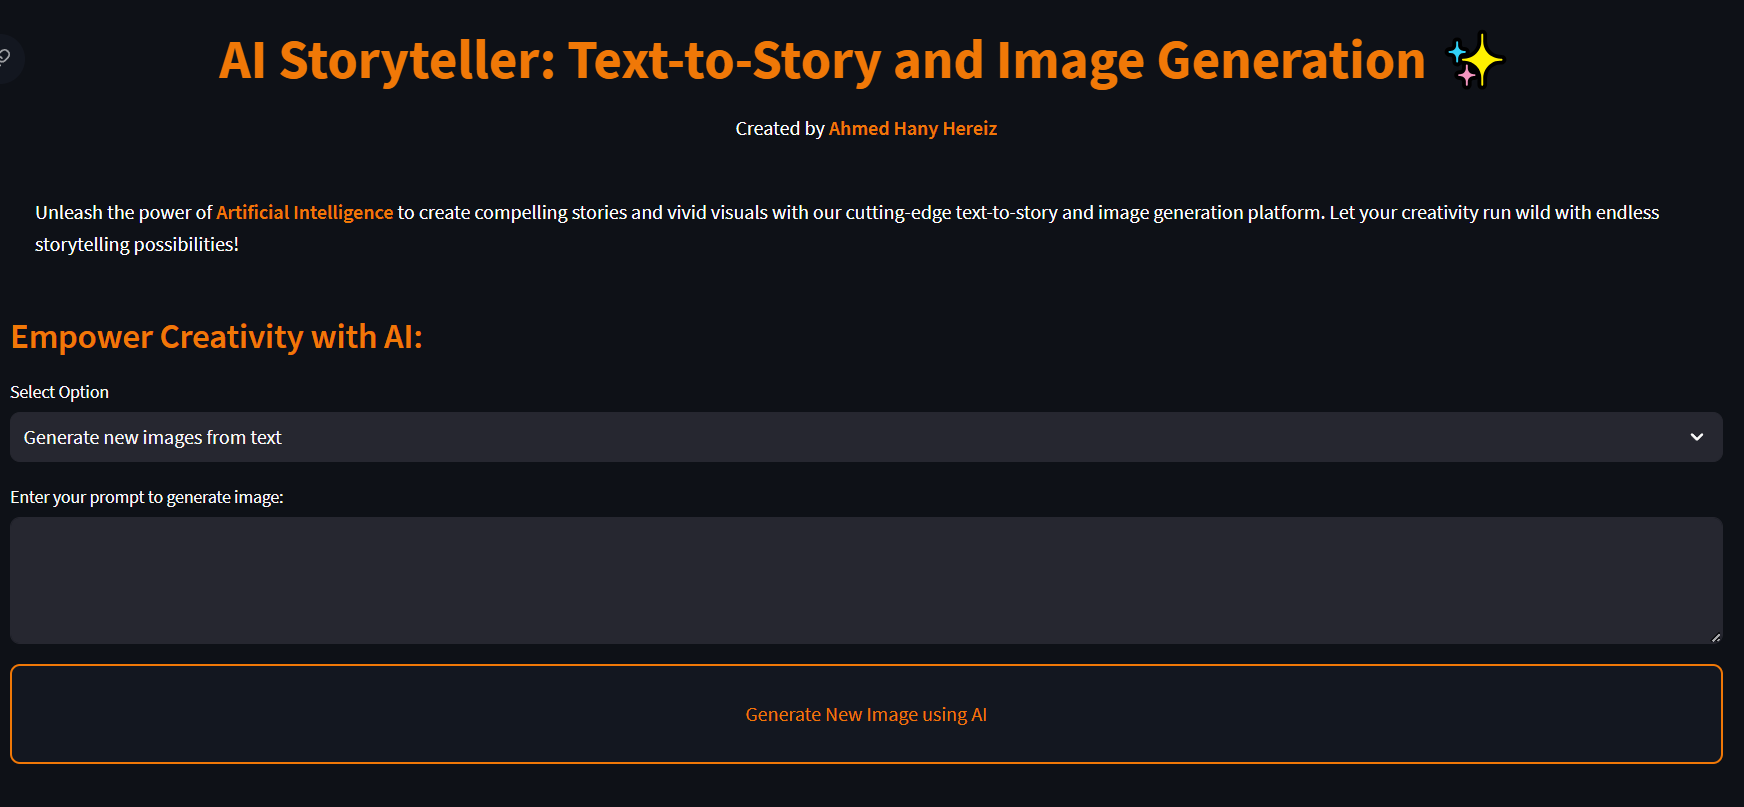 AI Storyteller: Text-to-Story and Image Generation ✨
Created by Ahmed Hany Hereiz
Unleash the power of Artificial Intelligence to create compelling stories and vivid visuals with our cutting-edge text-to-story and image generation platform. Let your creativity run wild with endless
storytelling possibilities!
Empower Creativity with AI:
Select Option
Generate new images from text
Enter your prompt to generate image:
Generate New Image using AI